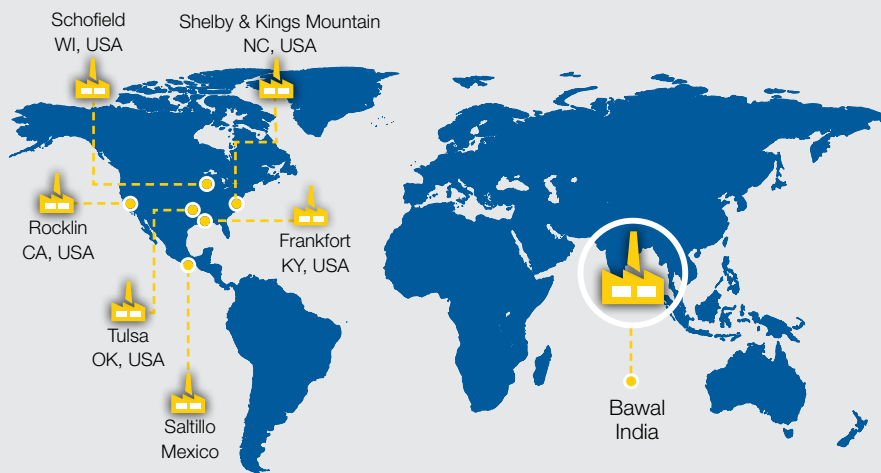 Schofield
WI, USA
Shelby & Kings Mountain
NC, USA
Rocklin
CA, USA
Frankfort
KY, USA
Tulsa
OK, USA
Saltillo
Mexico
Bawal
India